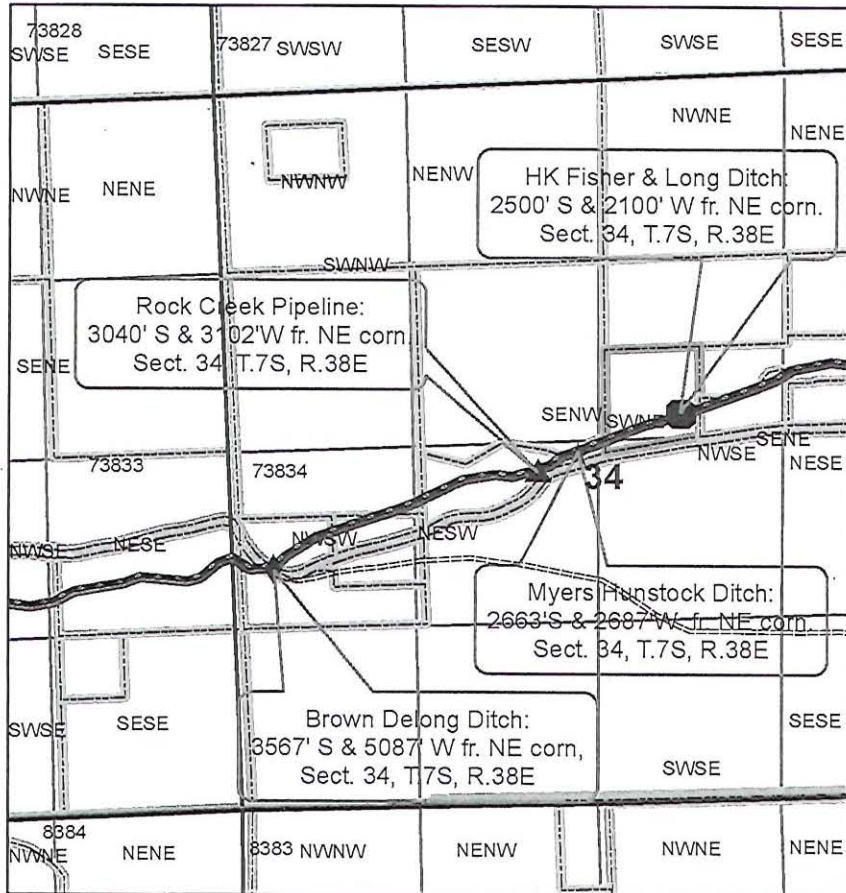 73828
SWSE SESE 73827 SWSW SESW SWSE SESE
NWNE
NENE
NWNE NENE NWNW NENW
HK Fisher & Long Ditch:
2500' S & 2100' W fr. NE corn.
Sect. 34, T.7S, R.38E
SWNW
Rock Creek Pipeline:
3040' S & 3102'W fr. NE corn.
Sect. 34, T.7S, R.38E
SENE
SENW SWNE
SENE
NWSE
NESE
73833 73834
34
NWSE NESE NWSW NESW
Myers Hunstock Ditch:
2663'S & 2687'W fr. NE corn.
Sect. 34, T.7S, R.38E
Brown Delong Ditch:
3567' S & 5087' W fr. NE corn,
Sect. 34, T.7S, R.38E
SWSE SESE SWSE SESE
8384
NWNE NENE 8383 NWNW NENW NWNE NENE